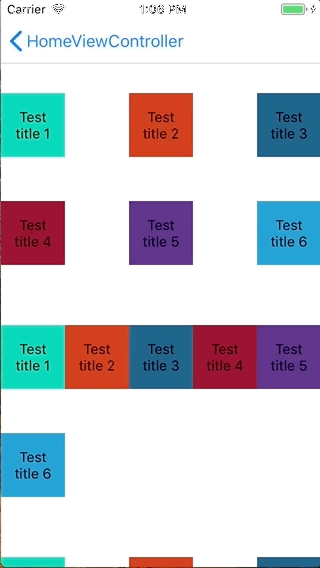 Carrier 1:06 PM
HomeViewController
Test Test Test
title 1 title 2 title 3
Test Test Test
title 4 title 5 title 6
Test Test Test Test Test
title 1 title 2 title 3 title 4 title 5
Test
title 6